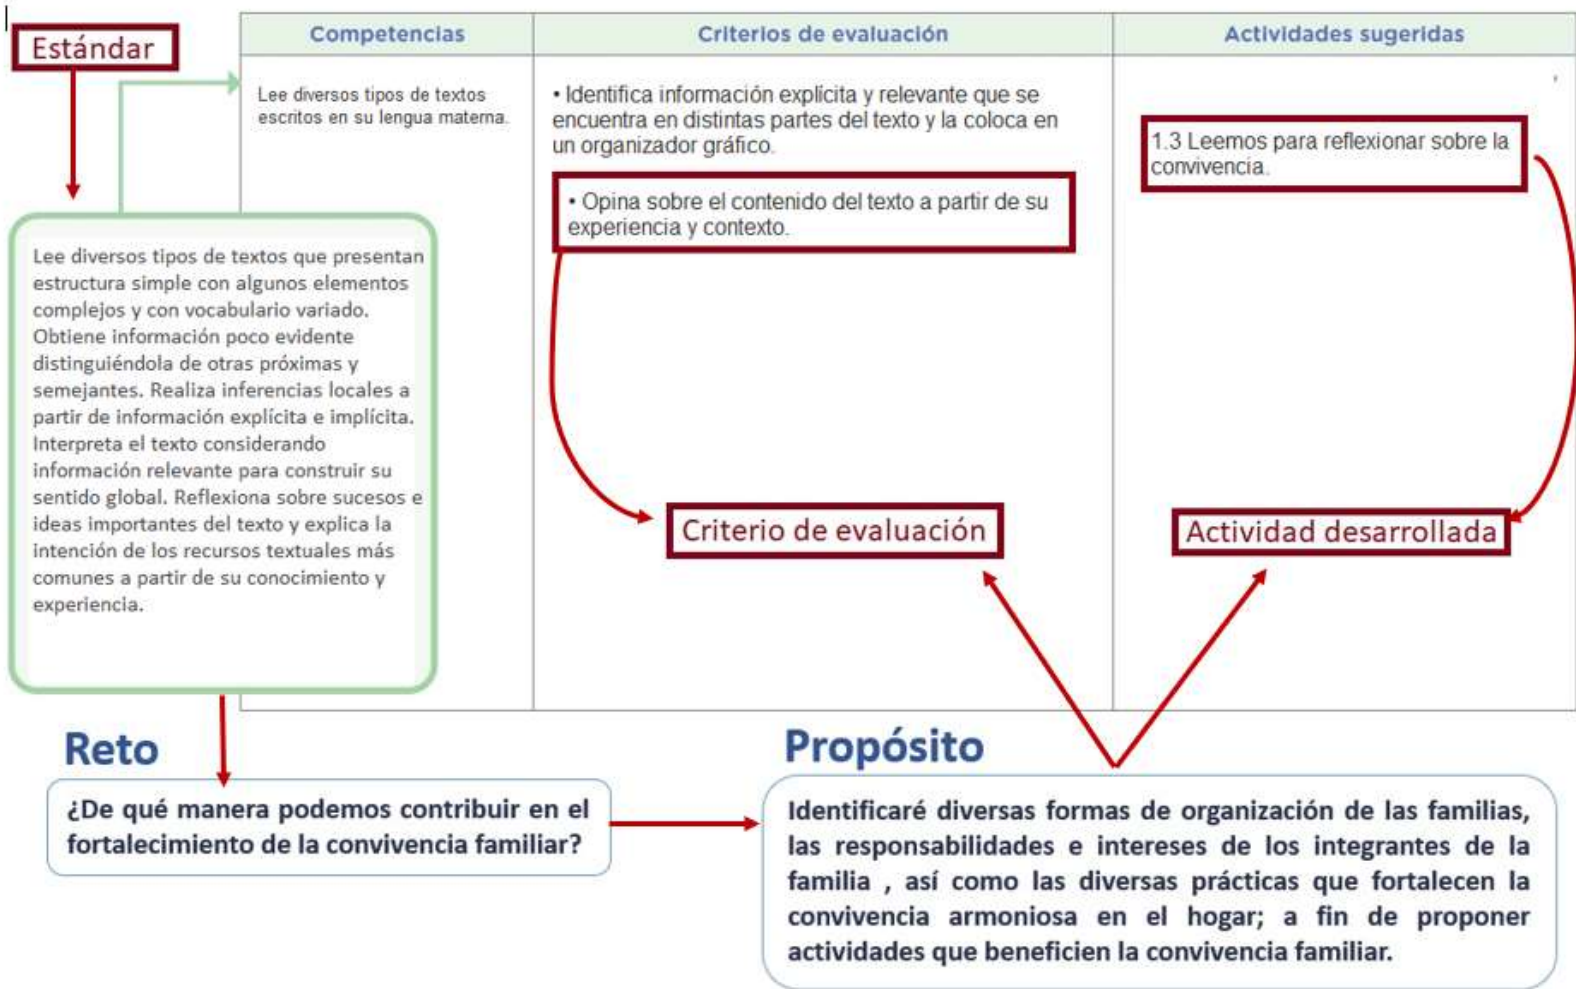 Estándar
Competencias
Criterios de evaluación
Actividades sugeridas
Lee diversos tipos de textos
escritos en su lengua materna.
• Identifica información explícita y relevante que se
encuentra en distintas partes del texto y la coloca en
un organizador gráfico.
• Opina sobre el contenido del texto a partir de su
experiencia y contexto.
1.3 Leemos para reflexionar sobre la
convivencia.
Lee diversos tipos de textos que presentan
estructura simple con algunos elementos
complejos y con vocabulario variado.
Obtiene información poco evidente
distinguiéndola de otras próximas y
semejantes. Realiza inferencias locales a
partir de información explícita e implícita.
Interpreta el texto considerando
información relevante para construir su
sentido global. Reflexiona sobre sucesos e
ideas importantes del texto y explica la
intención de los recursos textuales más
comunes a partir de su conocimiento y
experiencia.
Criterio de evaluación
Actividad desarrollada
Reto
¿De qué manera podemos contribuir en el
fortalecimiento de la convivencia familiar?
Propósito
Identificaré diversas formas de organización de las familias,
las responsabilidades e intereses de los integrantes de la
familia , así como las diversas prácticas que fortalecen la
convivencia armoniosa en el hogar; a fin de proponer
actividades que beneficien la convivencia familiar.